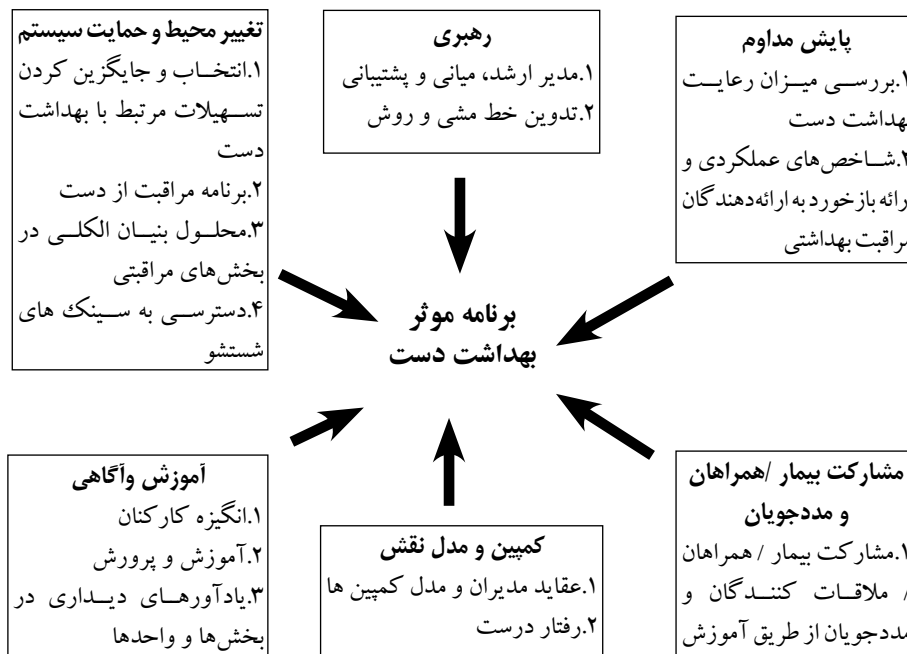 پایش مداوم
۱.بررسی میزان رعایت
بهداشت دست
۲.شاخص‌های عملکردی و
ارائه بازخورد به ارائه‌دهندگان
مراقبت بهداشتی
رهبری
۱.مدیر ارشد، میانی و پشتیبانی
۲.تدوین خط مشی و روش
تغییر محیط و حمایت سیستم
۱.انتخاب و جایگزین کردن
تسهیلات مرتبط با بهداشت
دست
۲.برنامه مراقبت از دست
۳.محلول بنیان الکلی در
بخش‌های مراقبتی
۴.دسترسی به سینک های
شستشو
برنامه موثر
بهداشت دست
مشارکت بیمار /همراهان
و مددجویان
۱.مشارکت بیمار / همراهان
/ ملاقات کنندگان و
مددجویان از طریق آموزش
کمپین و مدل نقش
۱.عقاید مدیران و مدل کمپین ها
۲.رفتار درست
آموزش وآگاهی
۱.انگیزه کارکنان
۲.آموزش و پرورش
۳.یادآورهای دیداری در
بخش‌ها و واحدها